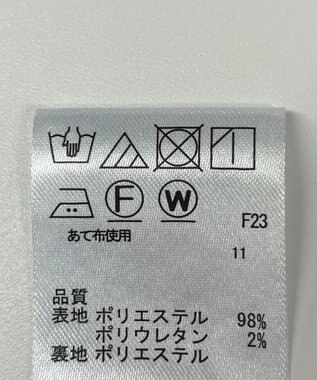 F W
F23
あて布使用
11
品質
表地 ポリエステル 98%
ポリウレタン 2%
裏地 ポリエステル